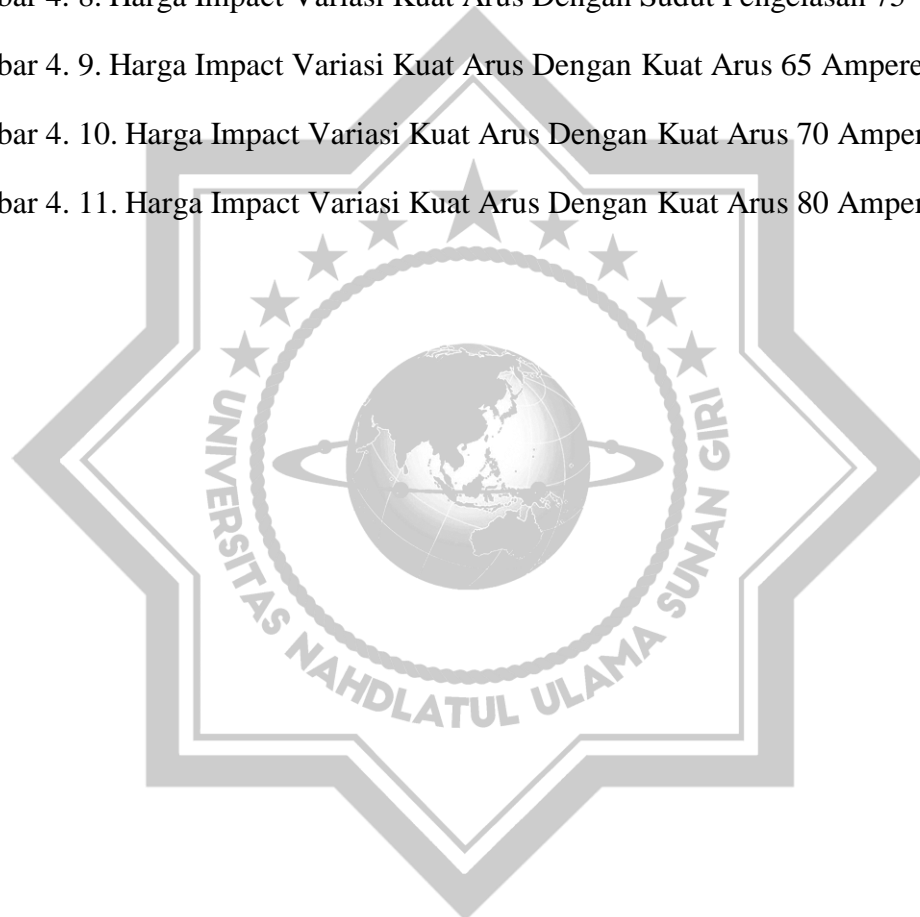 bar 4. 8. Harga Impact Variasi Kuat Arus Dengan Sudut Pengelasan 75
bar 4. 9. Harga Impact Variasi Kuat Arus Dengan Kuat Arus 65 Ampere
bar 4. 10. Harga Impact Variasi Kuat Arus Dengan Kuat Arus 70 Amper
bar 4. 11. Harga Impact Variasi Kuat Arus Dengan Kuat Arus 80 Amper
UNIVERSITAS NAHDLATUL ULAMA SUNAN GIRI